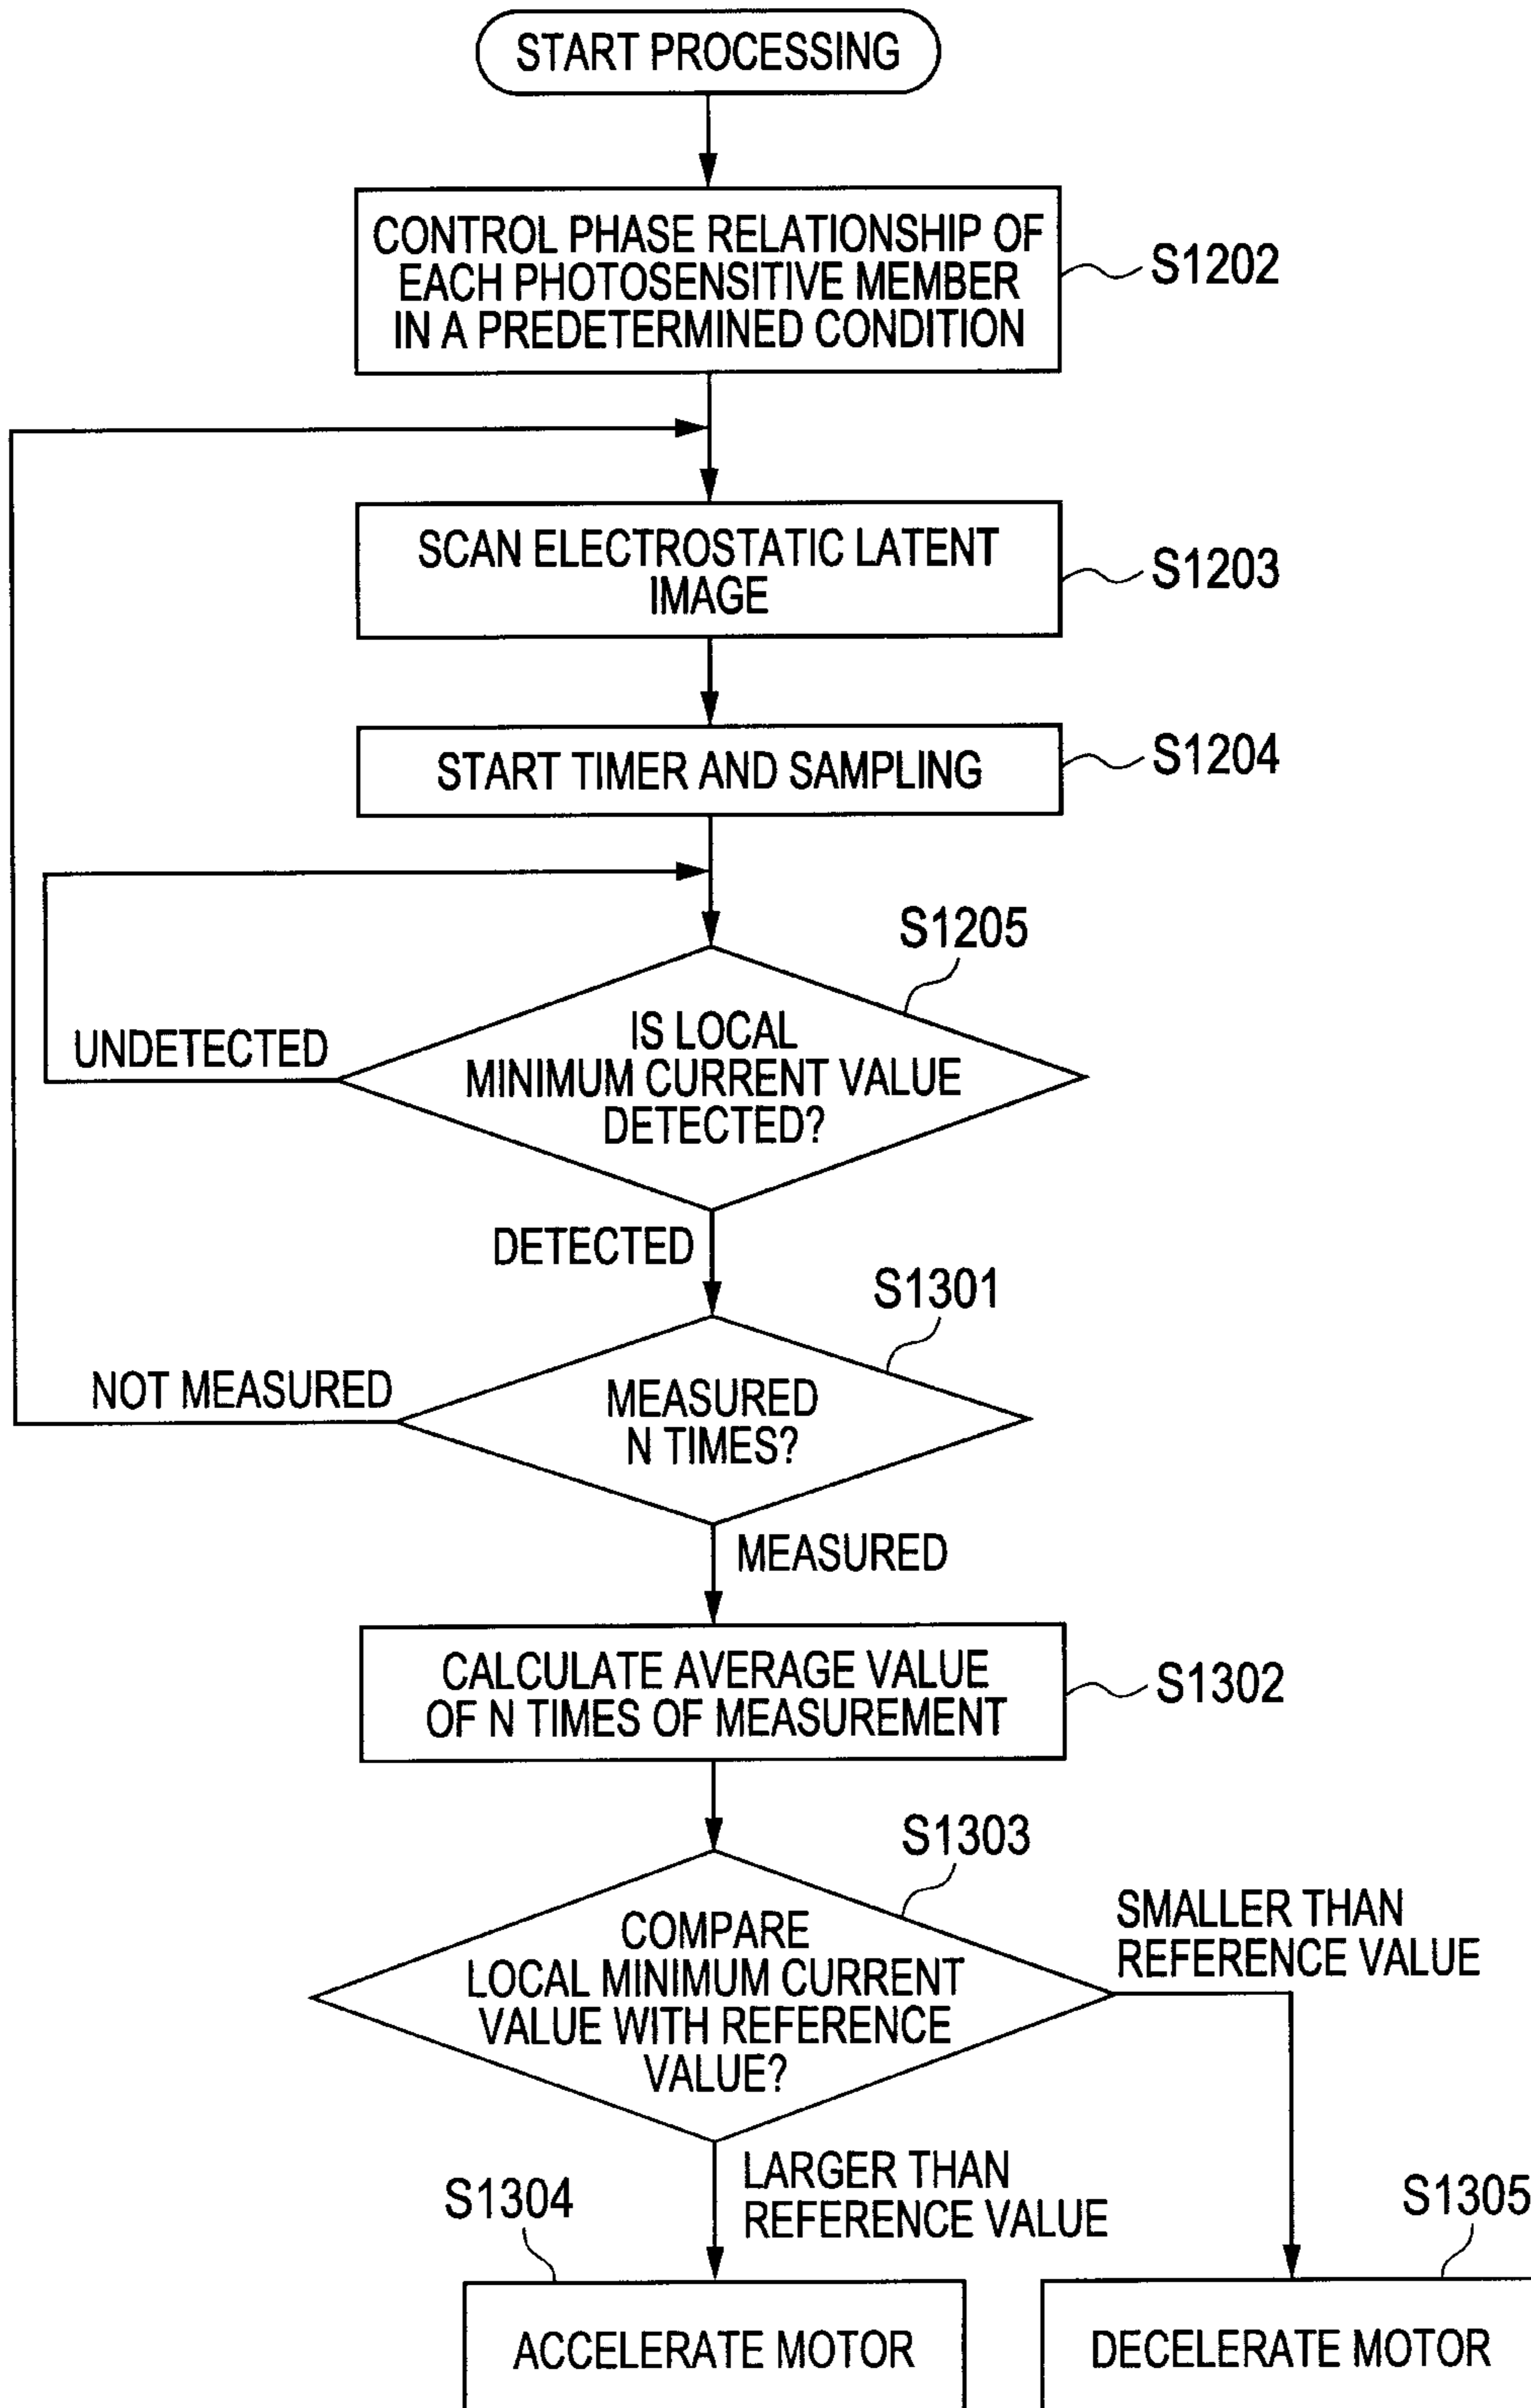 START PROCESSING
CONTROL PHASE RELATIONSHIP OF
EACH PHOTOSENSITIVE MEMBER
IN A PREDETERMINED CONDITION
S1202
SCAN ELECTROSTATIC LATENT
IMAGE
S1203
START TIMER AND SAMPLING
S1204
S1205
IS LOCAL
MINIMUM CURRENT VALUE
DETECTED?
UNDETECTED
DETECTED
S1301
MEASURED
N TIMES?
NOT MEASURED
MEASURED
CALCULATE AVERAGE VALUE
OF N TIMES OF MEASUREMENT
S1302
S1303
COMPARE
LOCAL MINIMUM CURRENT
VALUE WITH REFERENCE
VALUE?
SMALLER THAN
REFERENCE VALUE
LARGER THAN
REFERENCE VALUE
S1304
S1305
ACCELERATE MOTOR
DECELERATE MOTOR